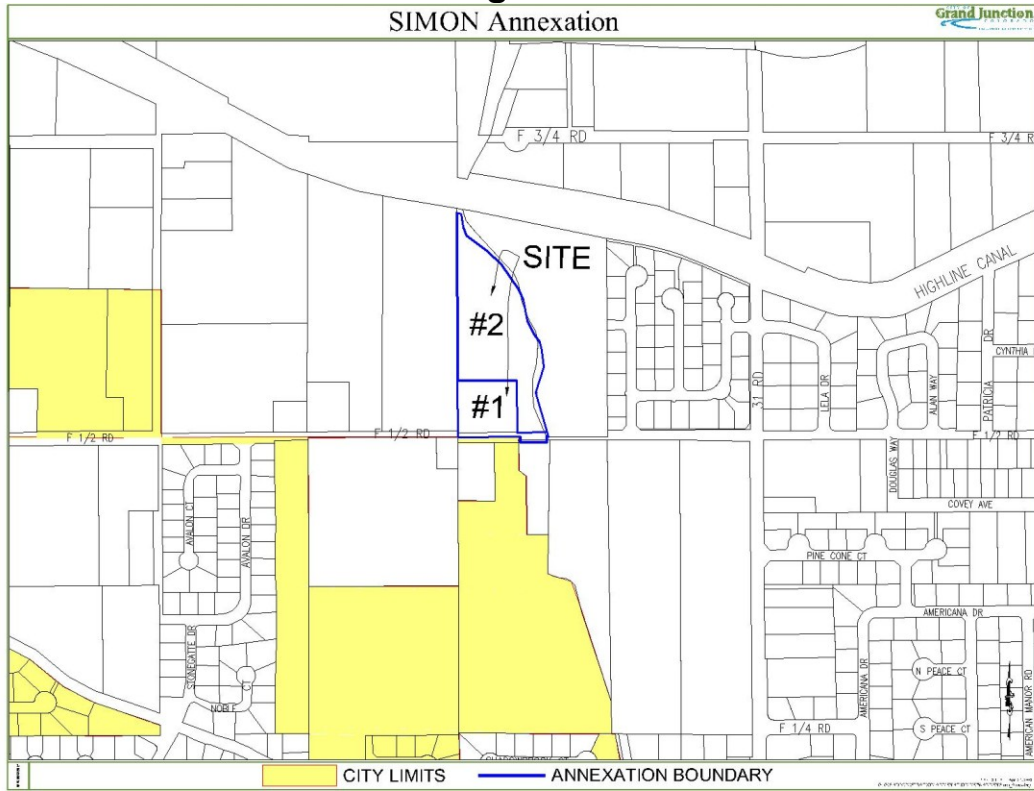 SIMON Annexation
Grand Junction
COLORADO
F 3/4 RD
F 3/4 R
SITE
HIGHLINE CANAL
#2
#1
31 RD
LELA DR
ALAN WAY
PATRICIA DR
CYNTHIA
F 1/2 RD
F 1/2 RD
F 1/2 RD
DOUGLAS WAY
COVEY AVE
AVALON CT
AVALON DR
PINE CONE CT
AMERICANA DR
STONEGATTE DR
AMERICANA DR
N PEACE CT
S PEACE CT
AMERICAN MANOR RD
NOBLE CT
F 1/4 RD
CITY LIMITS
ANNEXATION BOUNDARY